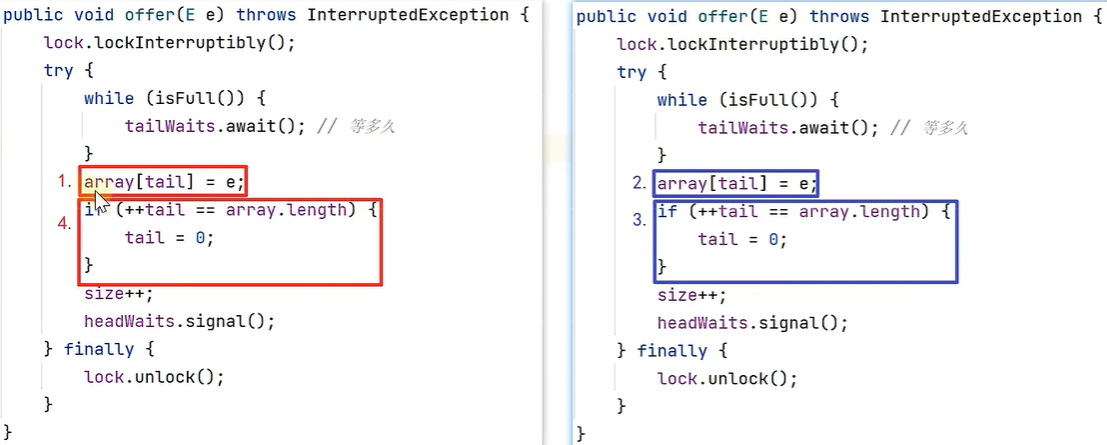 public void offer(E e) throws InterruptedException {
lock.lockInterruptibly();
try {
while (isFull()) {
tailWaits.await(); // 等多久
}
1. array[tail] = e;
4. if (++tail == array.length) {
tail = 0;
}
size++;
headWaits.signal();
} finally {
lock.unlock();
}
}
public void offer(E e) throws InterruptedException {
lock.lockInterruptibly();
try {
while (isFull()) {
tailWaits.await(); // 等多久
}
2. array[tail] = e;
3. if (++tail == array.length) {
tail = 0;
}
size++;
headWaits.signal();
} finally {
lock.unlock();
}
}